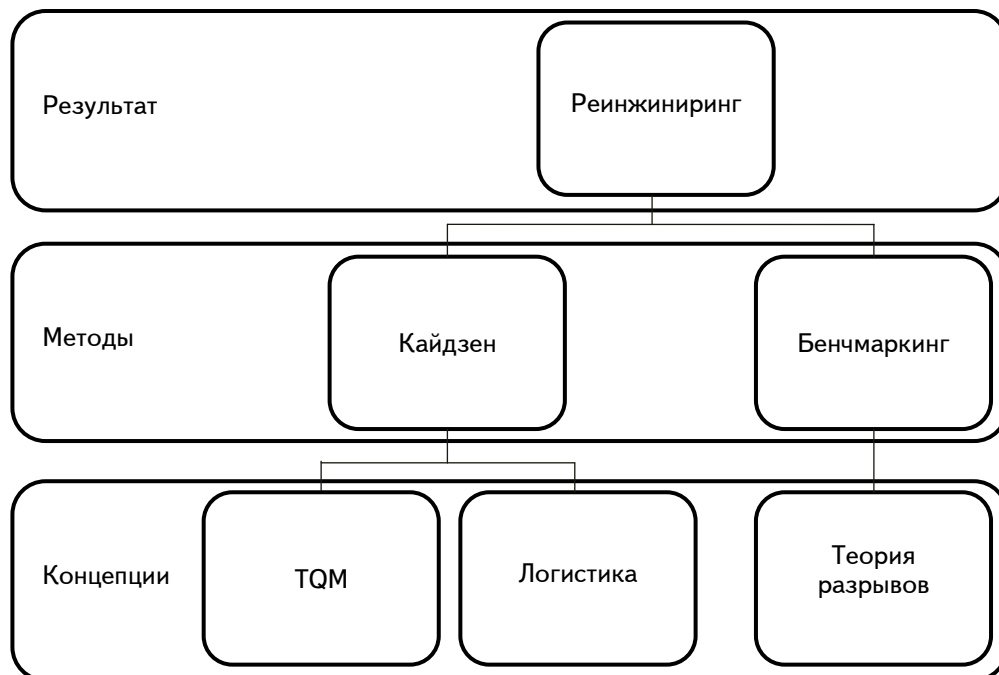 Результат
Реинжиниринг
Методы
Кайдзен
Бенчмаркинг
Концепции
TQM
Логистика
Теория
разрывов